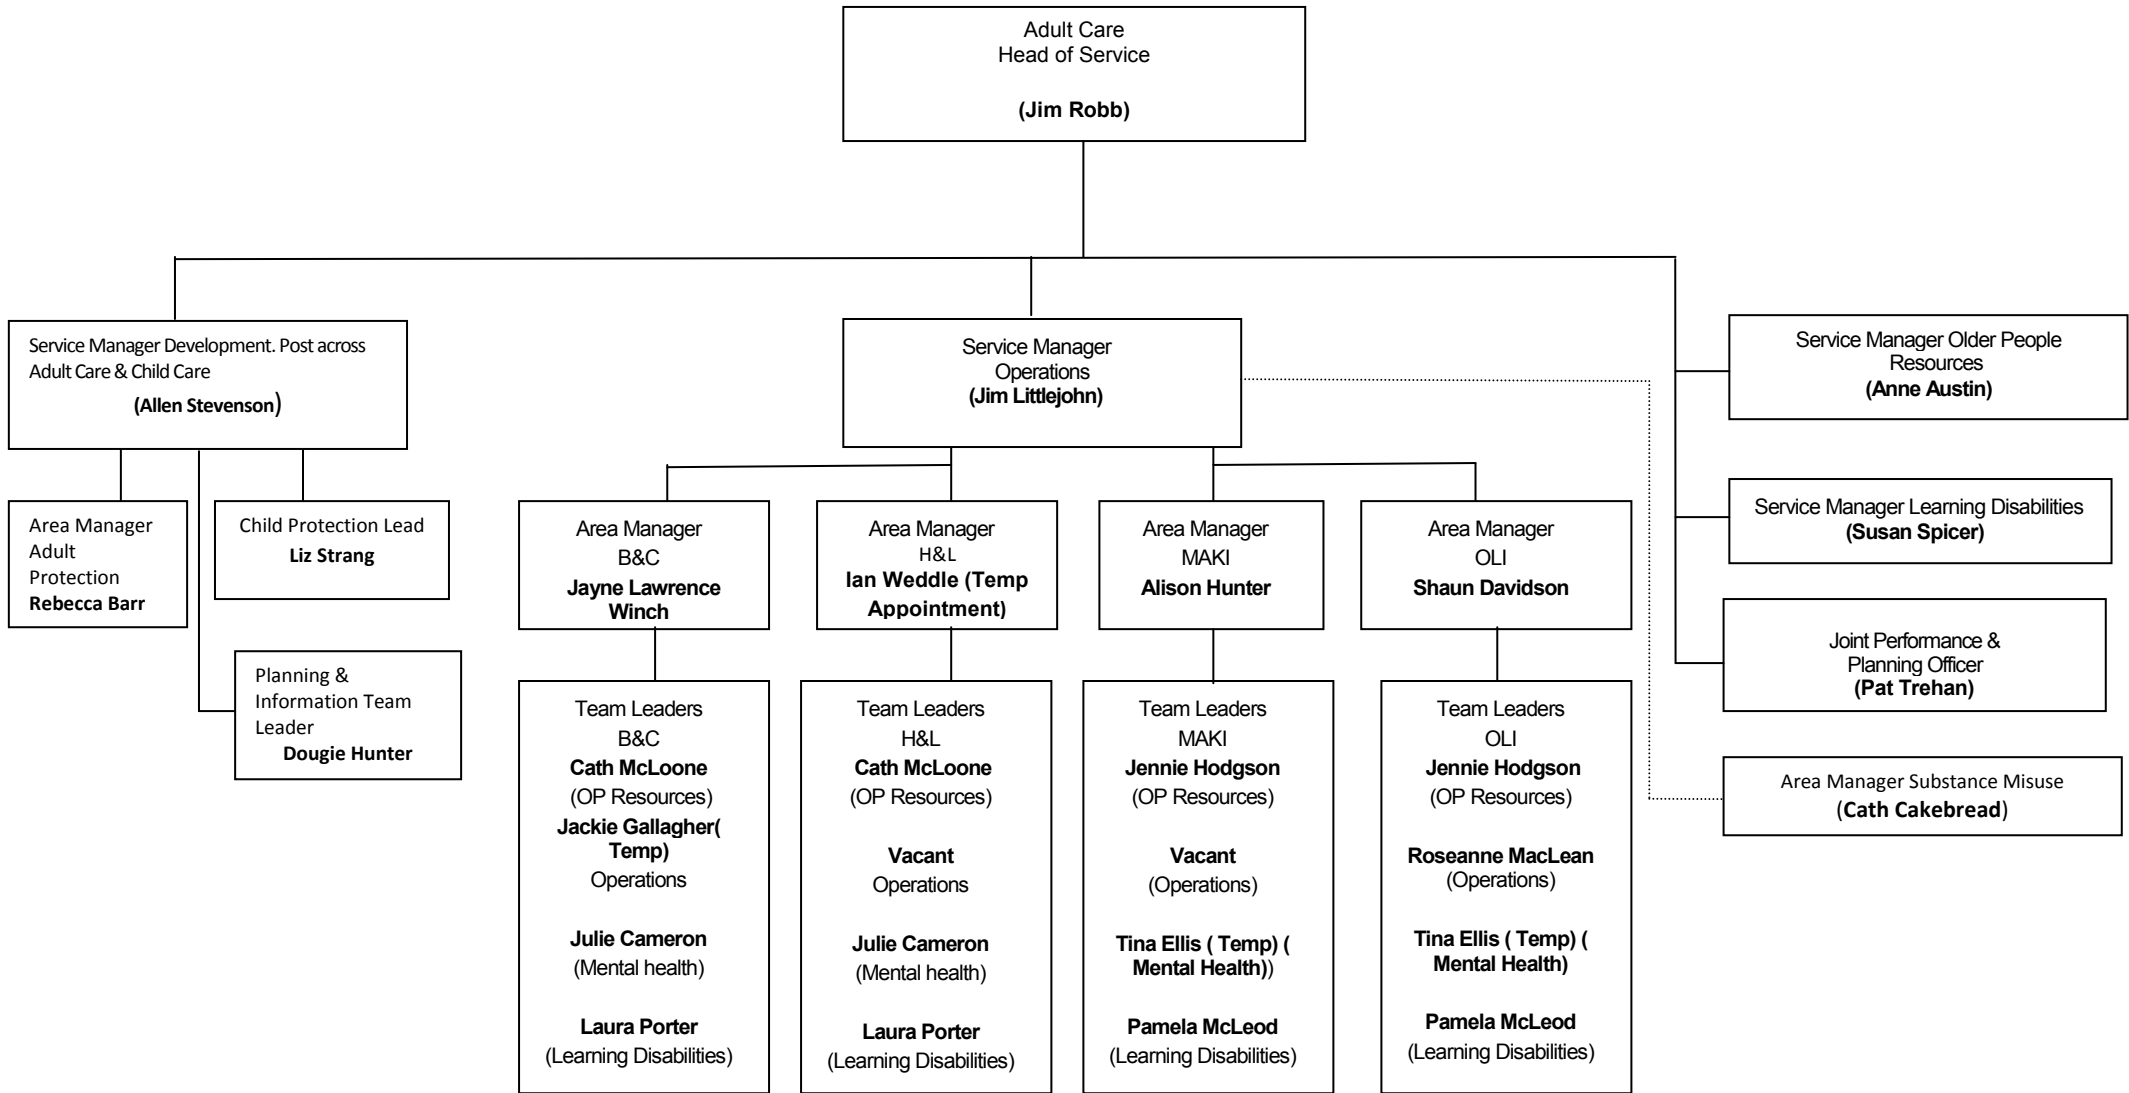 Adult Care
Head of Service
(Jim Robb)
Service Manager Development. Post across
Adult Care & Child Care
(Allen Stevenson)
Service Manager
Operations
(Jim Littlejohn)
Service Manager Older People
Resources
(Anne Austin)
Service Manager Learning Disabilities
(Susan Spicer)
Joint Performance &
Planning Officer
(Pat Trehan)
Area Manager Substance Misuse
(Cath Cakebread)
Area Manager
Adult
Protection
Rebecca Barr
Child Protection Lead
Liz Strang
Planning &
Information Team
Leader
Dougie Hunter
Area Manager
B&C
Jayne Lawrence
Winch
Area Manager
H&L
Ian Weddle (Temp
Appointment)
Area Manager
MAKI
Alison Hunter
Area Manager
OLI
Shaun Davidson
Team Leaders
B&C
Cath McLoone
(OP Resources)
Jackie Gallagher(
Temp)
Operations
Julie Cameron
(Mental health)
Laura Porter
(Learning Disabilities)
Team Leaders
H&L
Cath McLoone
(OP Resources)
Vacant
Operations
Julie Cameron
(Mental health)
Laura Porter
(Learning Disabilities)
Team Leaders
MAKI
Jennie Hodgson
(OP Resources)
Vacant
(Operations)
Tina Ellis ( Temp) (
Mental Health))
Pamela McLeod
(Learning Disabilities)
Team Leaders
OLI
Jennie Hodgson
(OP Resources)
Roseanne MacLean
(Operations)
Tina Ellis ( Temp) (
Mental Health)
Pamela McLeod
(Learning Disabilities)